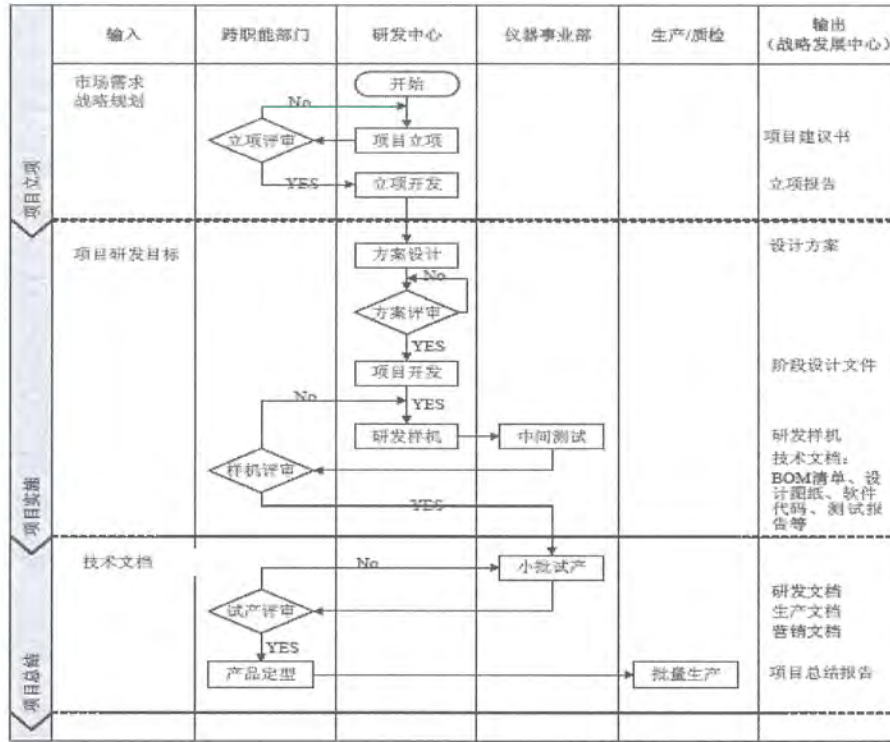 输入
跨职能部门
研发中心
仪器事业部
生产/质检
输出
（战略发展中心）
市场需求
战略规划
开始
No
立项评审
项目立项
项目建议书
YES
立项开发
立项报告
项目立项
项目研发目标
方案设计
设计方案
No
方案评审
YES
项目开发
阶段设计文件
No
YES
研发样机
中间测试
研发样机
样机评审
技术文档：
BOM清单、设
计图纸、软件
代码、测试报
告等
YES
项目实施
技术文档
No
小批试产
研发文档
试产评审
生产文档
营销文档
YES
产品定型
批量生产
项目总结报告
项目总结